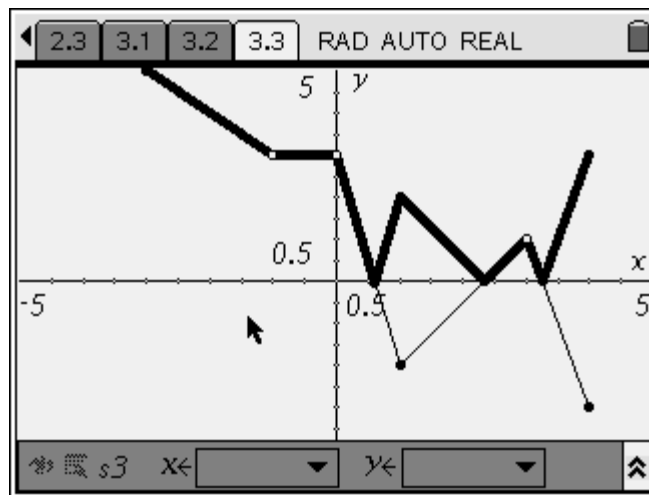 2.3 3.1 3.2 3.3 RAD AUTO REAL
5 y
0.5 x
-5 0.5 5
s3 x← y←